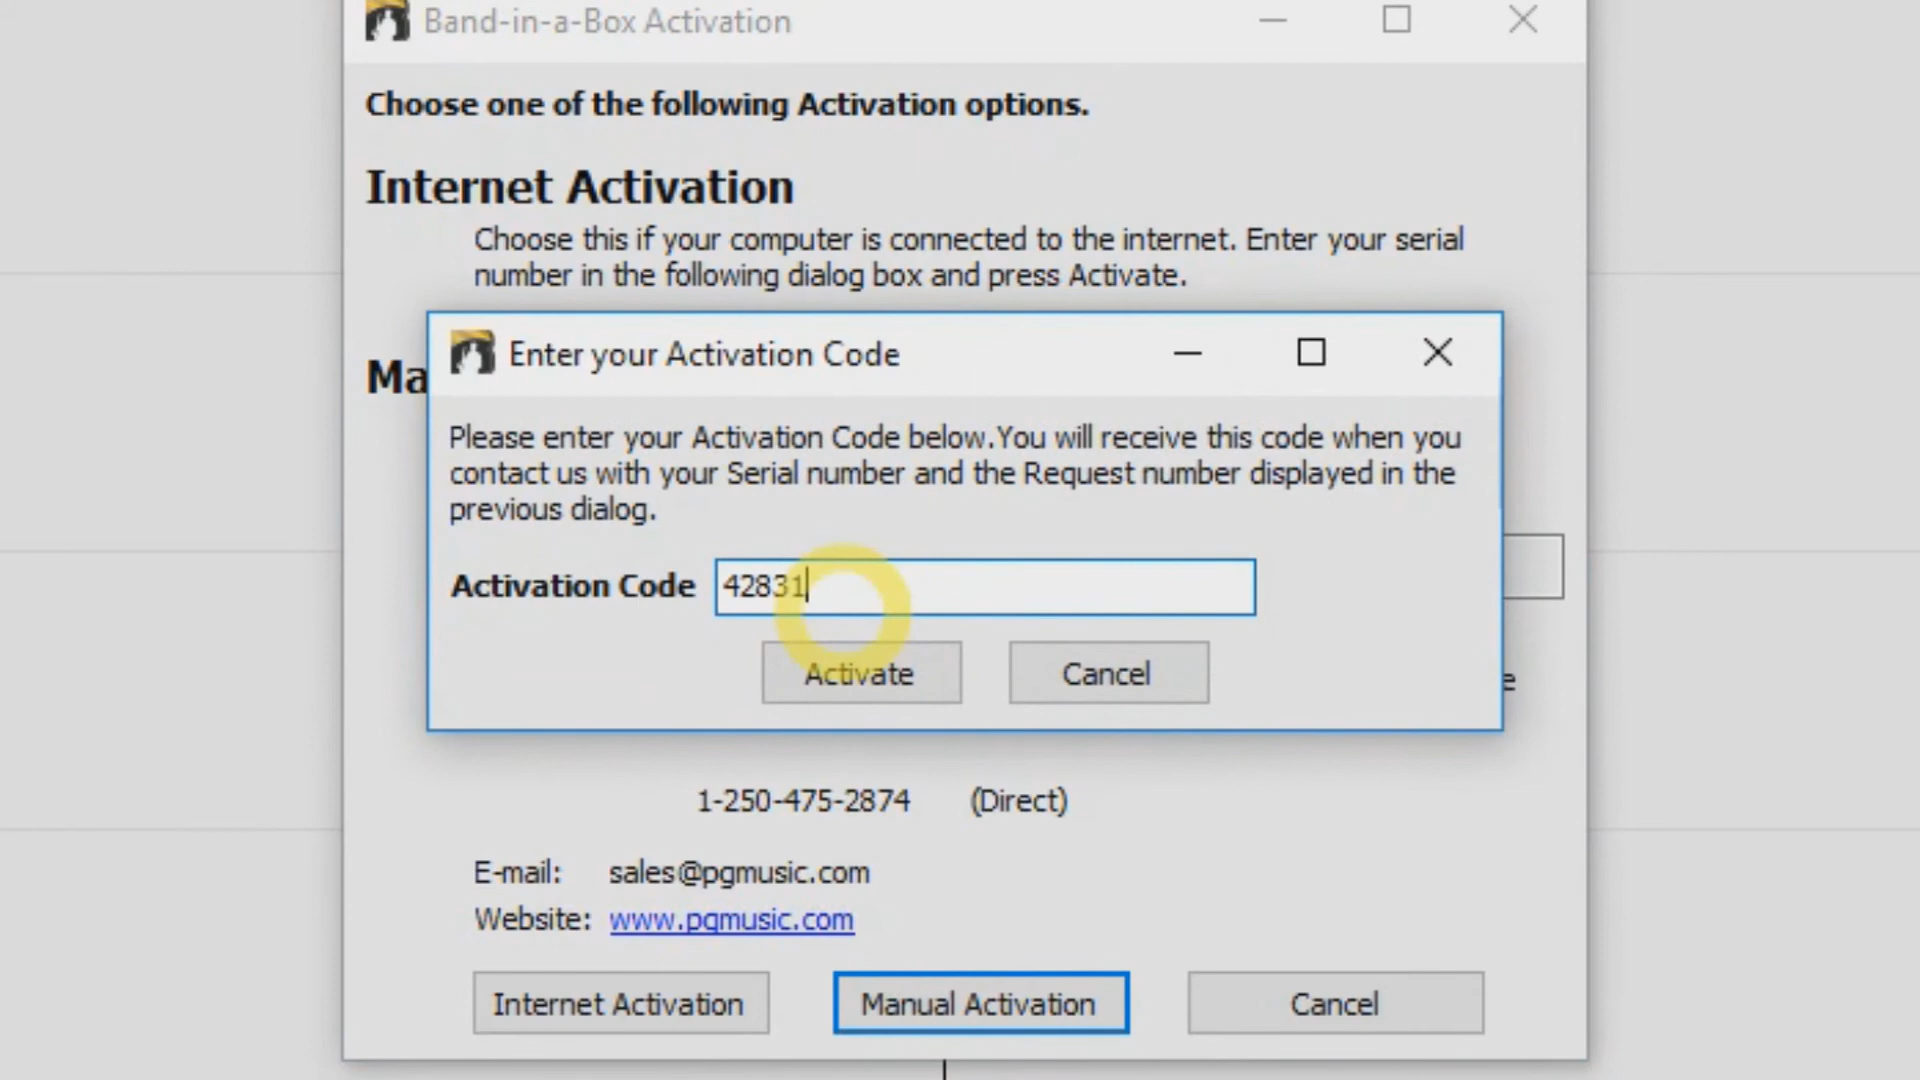 Band-in-a-Box Activation
Choose one of the following Activation options.
Internet Activation
Choose this if your computer is connected to the internet. Enter your serial
number in the following dialog box and press Activate.
Ma
Enter your Activation Code
Please enter your Activation Code below.You will receive this code when you
contact us with your Serial number and the Request number displayed in the
previous dialog.
Activation Code 42831
Activate Cancel
e
1-250-475-2874 (Direct)
E-mail: sales@pgmusic.com
Website: www.pgmusic.com
Internet Activation Manual Activation Cancel